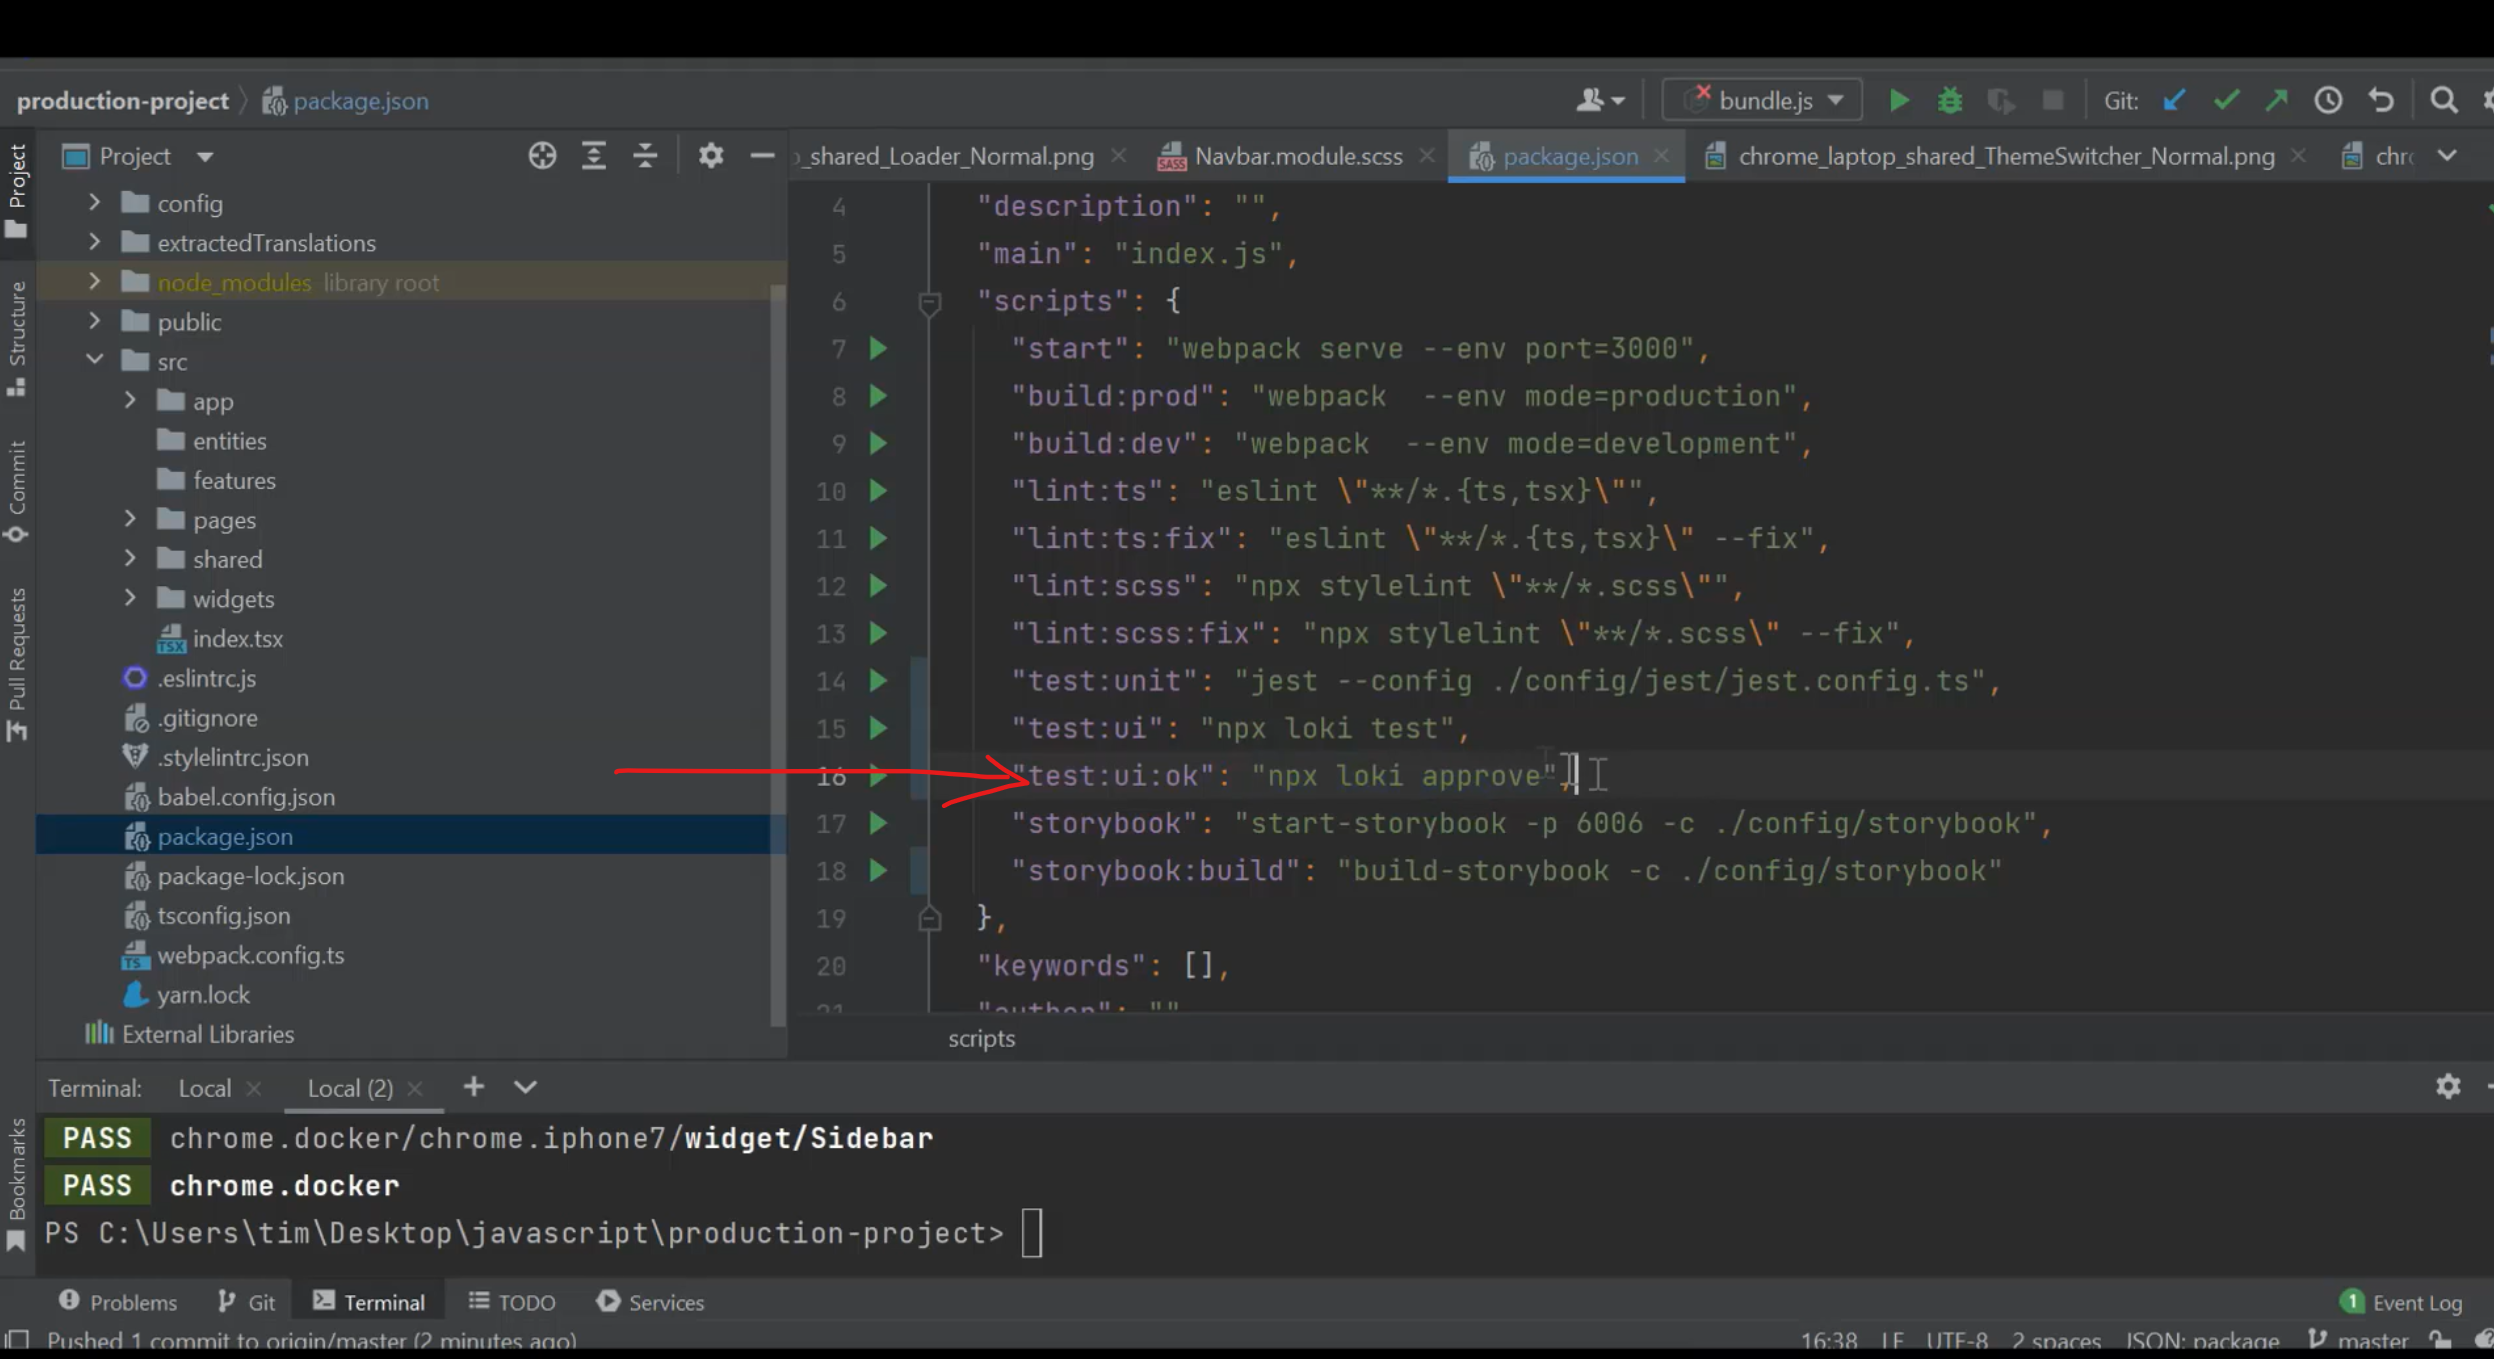 production-project 〉 package.json
bundle.js
Git:
Project
_shared_Loader_Normal.png
Navbar.module.scss
package.json
chrome_laptop_shared_ThemeSwitcher_Normal.png
Project
Structure
Commit
Pull Requests
Bookmarks
config
extractedTranslations
node_modules library root
public
src
app
entities
features
pages
shared
widgets
index.tsx
.eslintrc.js
.gitignore
.stylelintrc.json
babel.config.json
package.json
package-lock.json
tsconfig.json
webpack.config.ts
yarn.lock
External Libraries
4 "description": "",
5 "main": "index.js",
6 "scripts": {
7 "start": "webpack serve --env port=3000",
8 "build:prod": "webpack  --env mode=production",
9 "build:dev": "webpack  --env mode=development",
10 "lint:ts": "eslint \"**/*.{ts,tsx}\"",
11 "lint:ts:fix": "eslint \"**/*.{ts,tsx}\" --fix",
12 "lint:scss": "npx stylelint \"**/*.scss\"",
13 "lint:scss:fix": "npx stylelint \"**/*.scss\" --fix",
14 "test:unit": "jest --config ./config/jest/jest.config.ts",
15 "test:ui": "npx loki test",
16 "test:ui:ok": "npx loki approve",
17 "storybook": "start-storybook -p 6006 -c ./config/storybook",
18 "storybook:build": "build-storybook -c ./config/storybook"
19 },
20 "keywords": [],
21 "author": ""
scripts
Terminal: Local Local (2)
PASS chrome.docker/chrome.iphone7/widget/Sidebar
PASS chrome.docker
PS C:\Users\tim\Desktop\javascript\production-project>
Problems Git Terminal TODO Services
1 Event Log
Pushed 1 commit to origin/master (2 minutes ago)
16:38 LF UTF-8 2 spaces JSON: package master